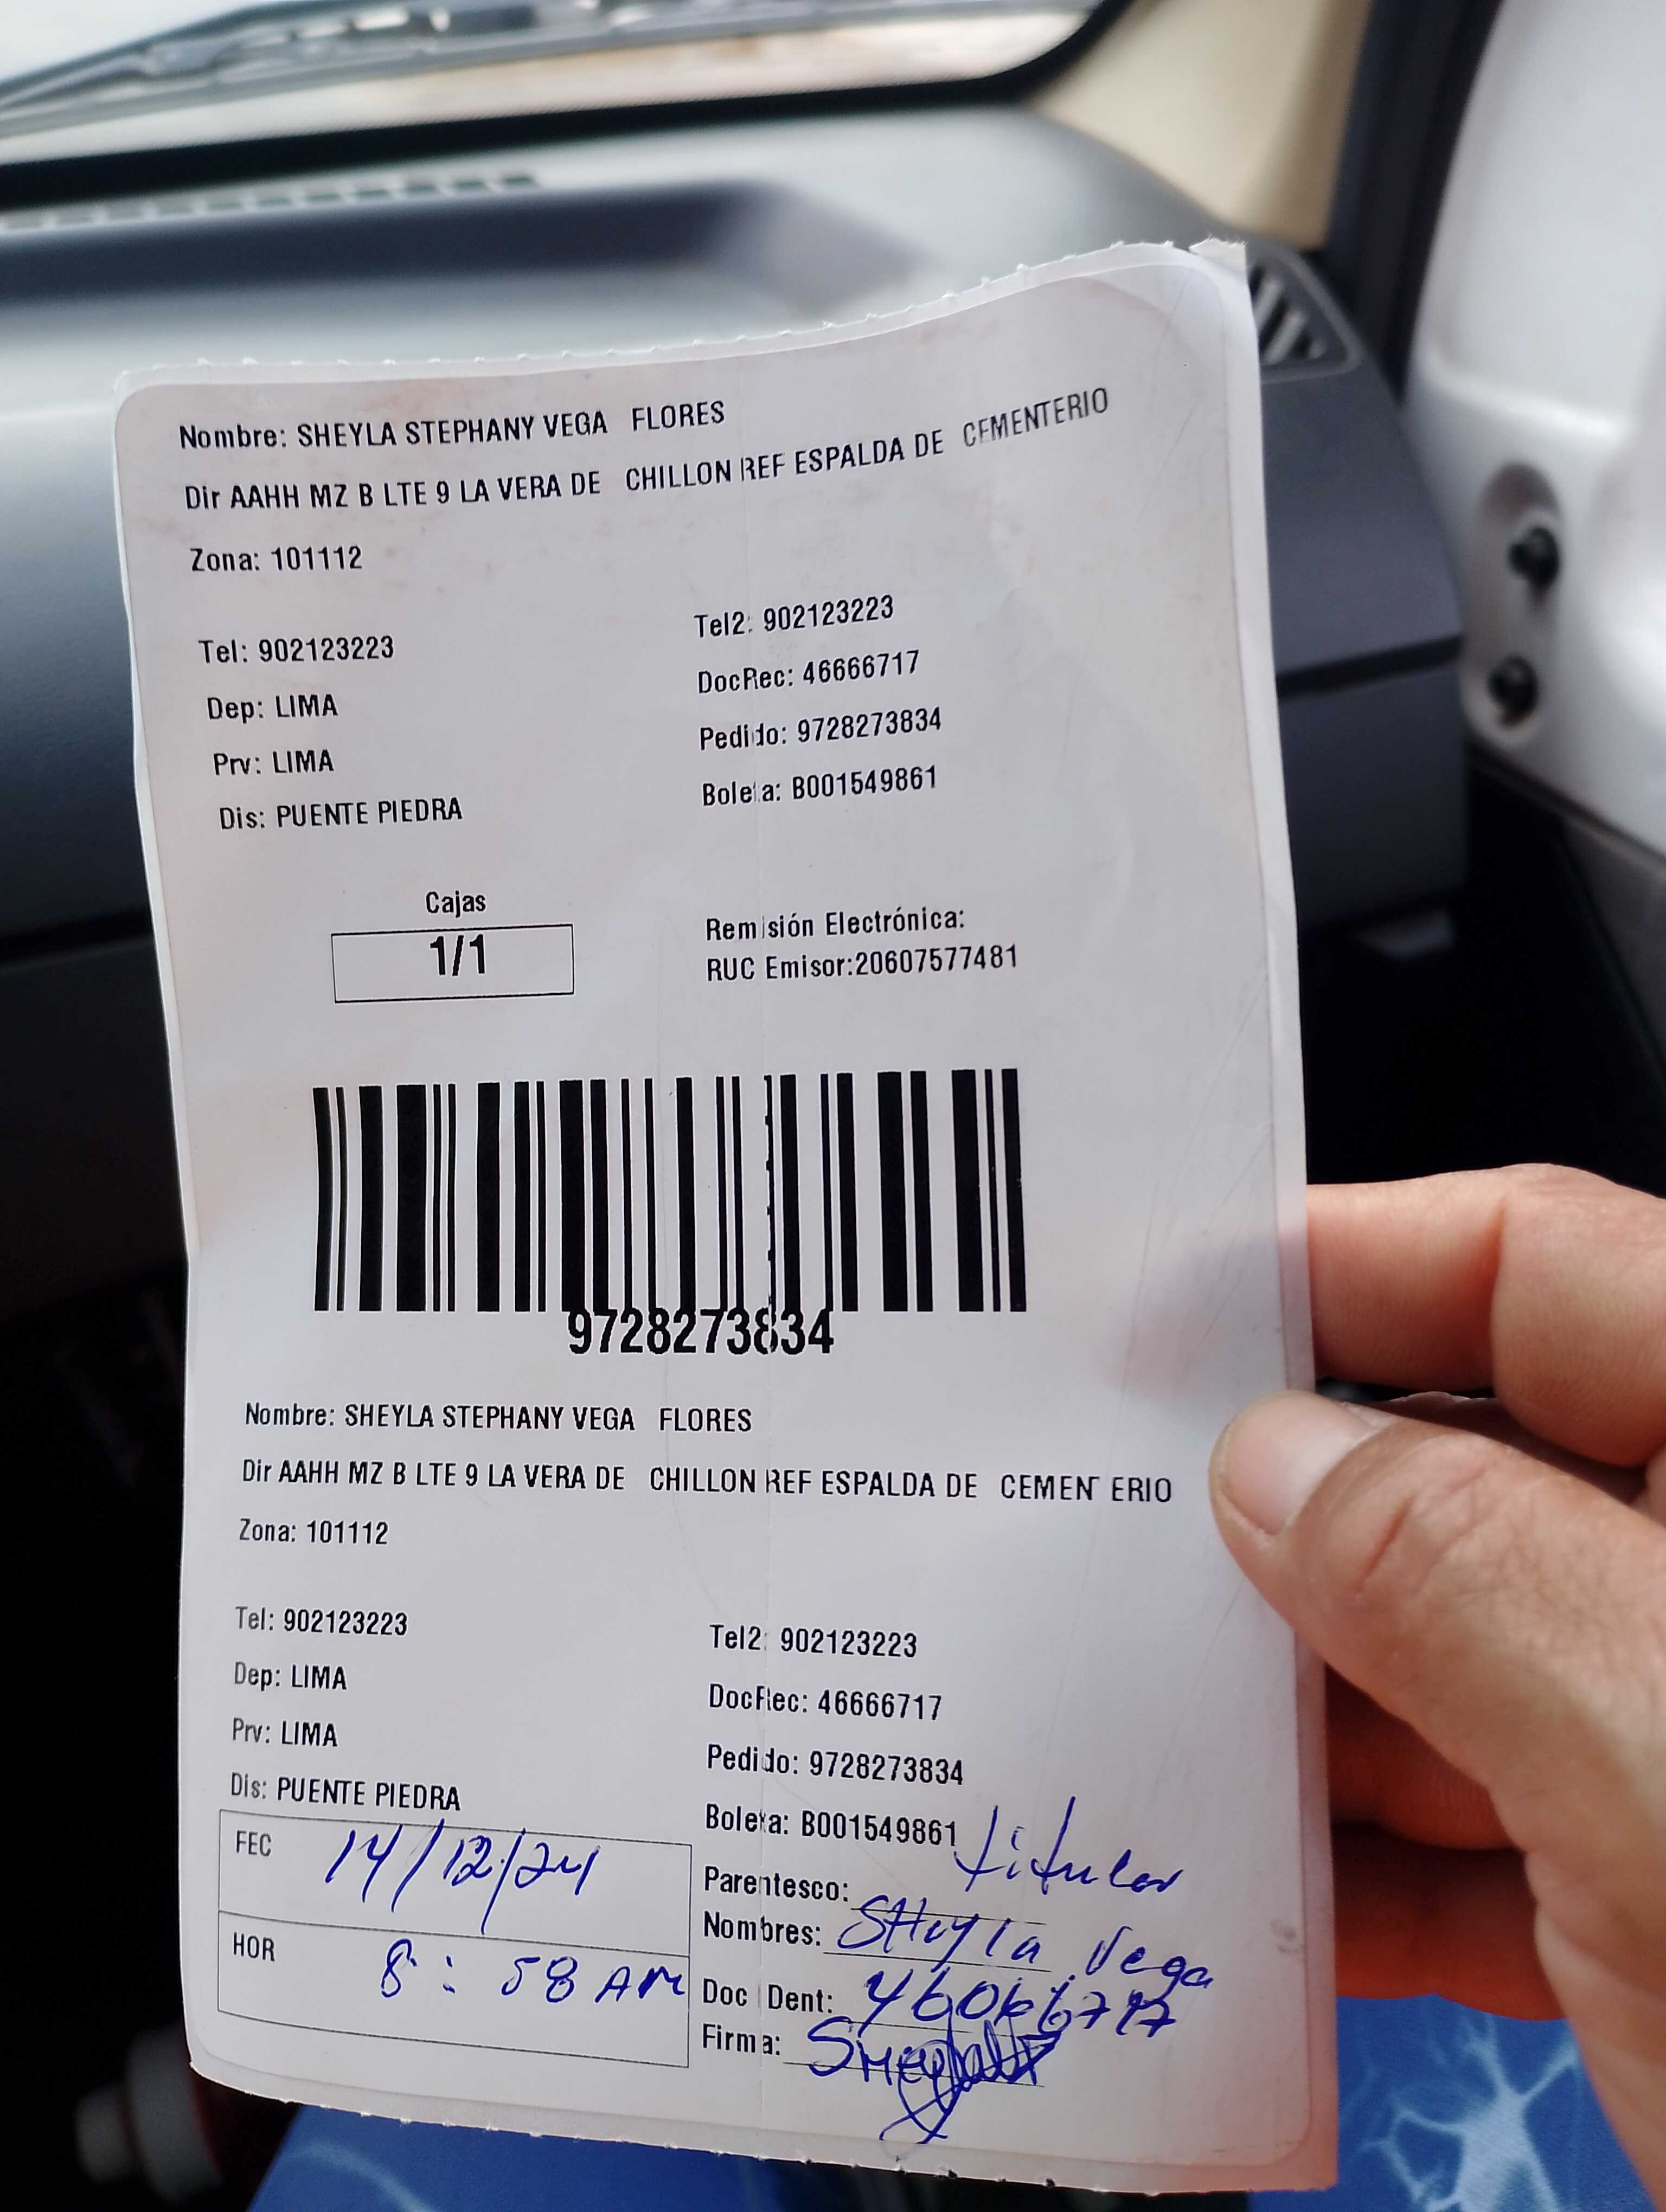 Nombre: SHEYLA STEPHANY VEGA FLORES
Dir AAHH MZ B LTE 9 LA VERA DE CHILLON REF ESPALDA DE CEMENTERIO
Zona: 101112
Tel: 902123223
Tel2: 902123223
DocRec: 46666717
Dep: LIMA
Pedido: 9728273834
Prv: LIMA
Boleta: B001549861
Dis: PUENTE PIEDRA
Cajas
1/1
Remisión Electrónica:
RUC Emisor:20607577481
9728273834
Nombre: SHEYLA STEPHANY VEGA FLORES
Dir AAHH MZ B LTE 9 LA VERA DE CHILLON REF ESPALDA DE CEMENTERIO
Zona: 101112
Tel: 902123223
Tel2: 902123223
Dep: LIMA
DocRec: 46666717
Prv: LIMA
Pedido: 9728273834
Dis: PUENTE PIEDRA
Boleta: B001549861
FEC 14/12/24
Parentesco: titular
Nombres: SHeyla Vega
HOR 8:58 AM
Doc Dent:
Firma: